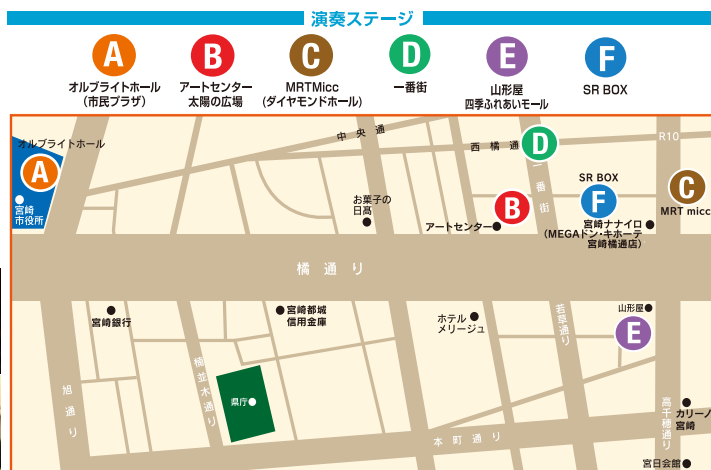 演奏ステージ
A
B
C
D
E
F
オルブライトホール
(市民プラザ)
アートセンター
太陽の広場
MRTMicc
(ダイヤモンドホール)
一番街
山形屋
四季ふれあいモール
SR BOX
オルブライトホール
A
宮崎
市役所
中央通
西橘通
D
一番街
R10
お菓子の
日高
アートセンター
B
SR BOX
F
C
MRT micc
宮崎ナナイロ
(MEGAドン・キホーテ
宮崎橘通店)
橘通り
宮崎銀行
宮崎都城
信用金庫
ホテル
メリージュ
若草通り
山形屋
E
旭通り
楠並木通り
県庁
本町通り
高千穂通り
カリーノ
宮崎
宮日会館